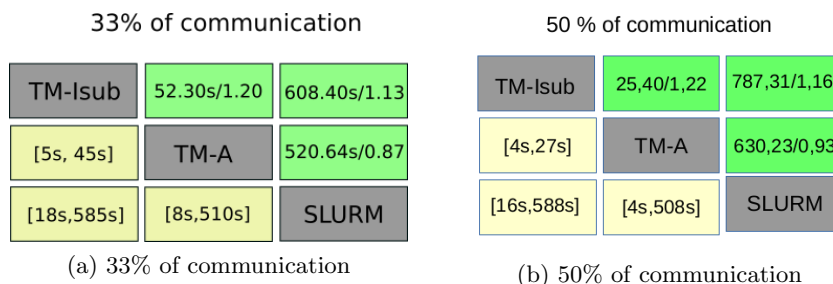 33% of communication
TM-Isub 52.30s/1.20 608.40s/1.13
[5s, 45s] TM-A 520.64s/0.87
[18s,585s] [8s,510s] SLURM
(a) 33% of communication
50 % of communication
TM-Isub 25,40/1,22 787,31/1,16
[4s,27s] TM-A 630,23/0,93
[16s,588s] [4s,508s] SLURM
(b) 50% of communication